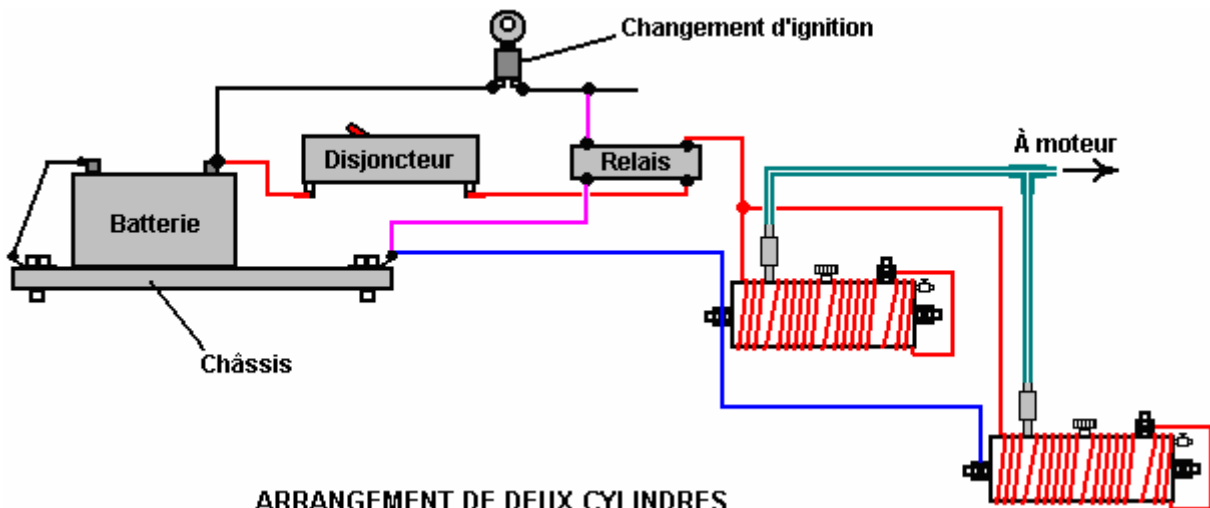 Changement d'ignition
À moteur
Disjoncteur
Relais
Batterie
Châssis
ARRANGEMENT DE DEUX CYLINDRES